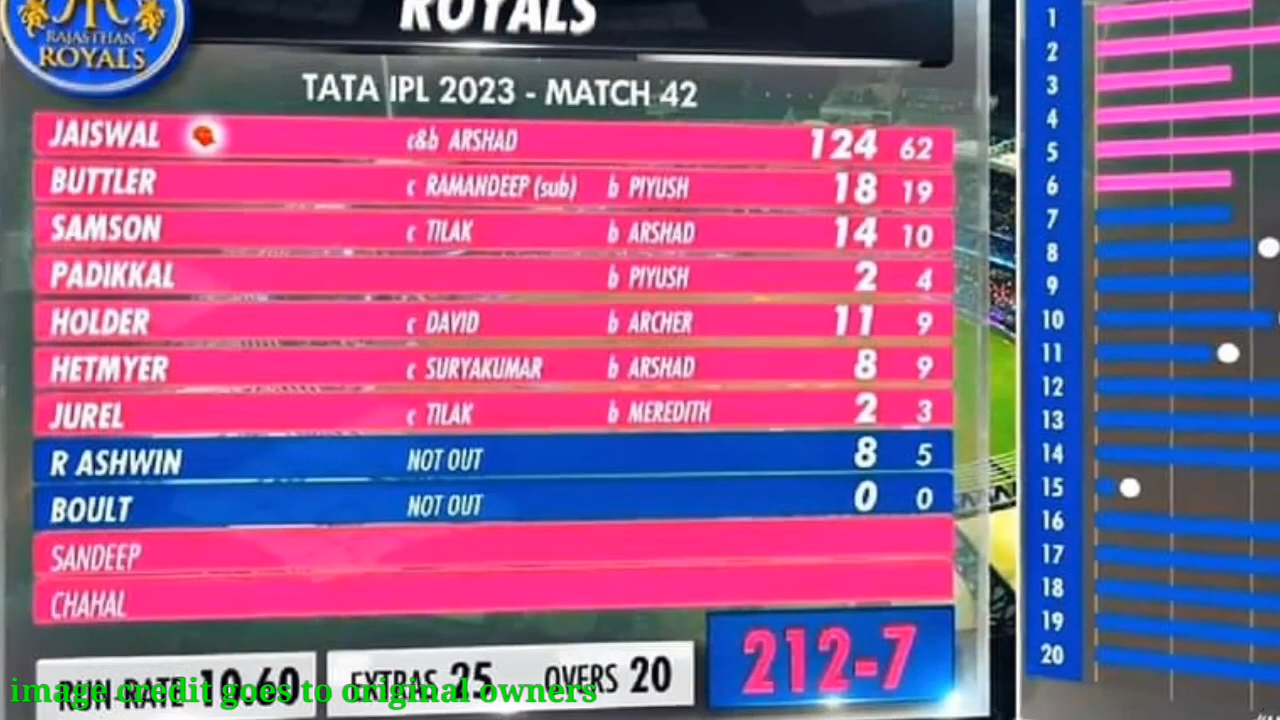 ROYALS
RAJASTHAN
ROYALS
TATA IPL 2023 - MATCH 42
JAISWAL c&b ARSHAD 124 62
BUTTLER c RAMANDEEP (sub) b PIYUSH 18 19
SAMSON c TILAK b ARSHAD 14 10
PADIKKAL b PIYUSH 2 4
HOLDER c DAVID b ARCHER 11 9
HETMYER c SURYAKUMAR b ARSHAD 8 9
JUREL c TILAK b MEREDITH 2 3
R ASHWIN NOT OUT 8 5
BOULT NOT OUT 0 0
SANDEEP
CHAHAL
RUN RATE 10.60 EXTRAS 25 OVERS 20 212-7
image credit goes to original owners
1
2
3
4
5
6
7
8
9
10
11
12
13
14
15
16
17
18
19
20